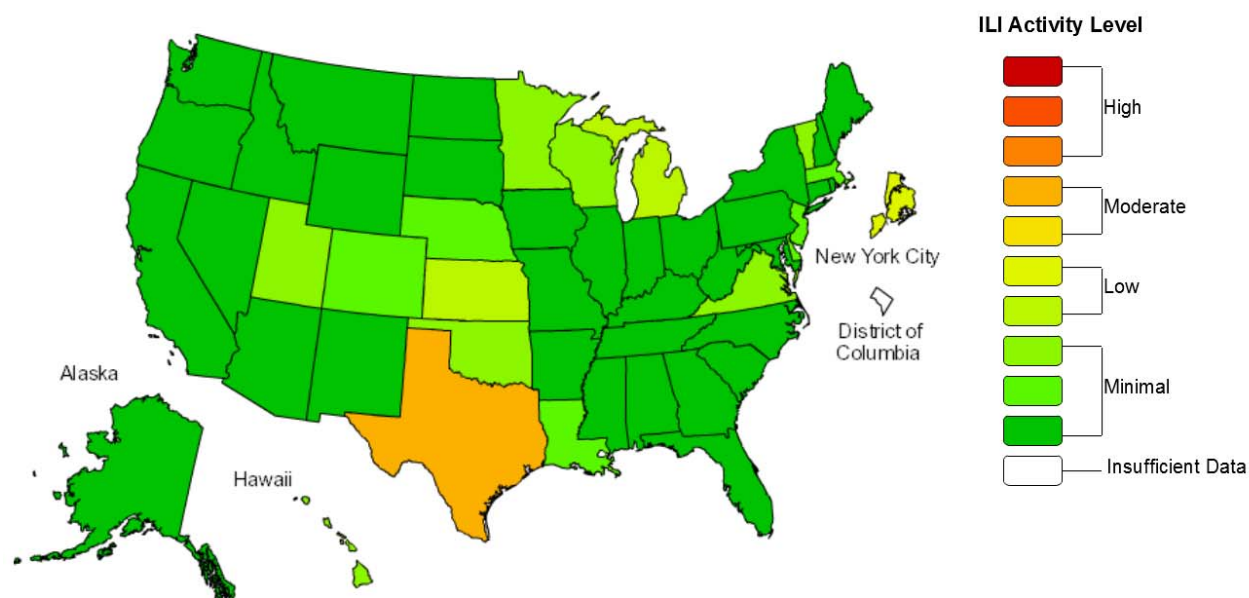 ILI Activity Level
High
Moderate
Low
Minimal
Insufficient Data
New York City
District of
Columbia
Alaska
Hawaii